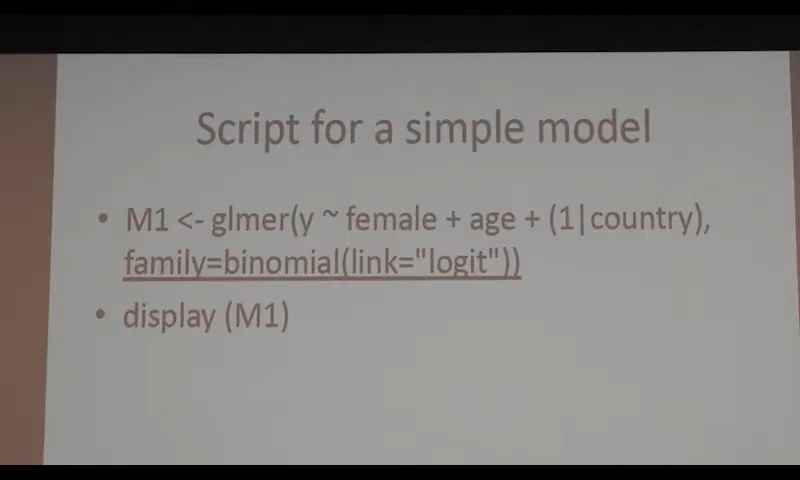 Script for a simple model
• M1 <- glmer(y ~ female + age + (1|country),
family=binomial(link="logit"))
• display (M1)